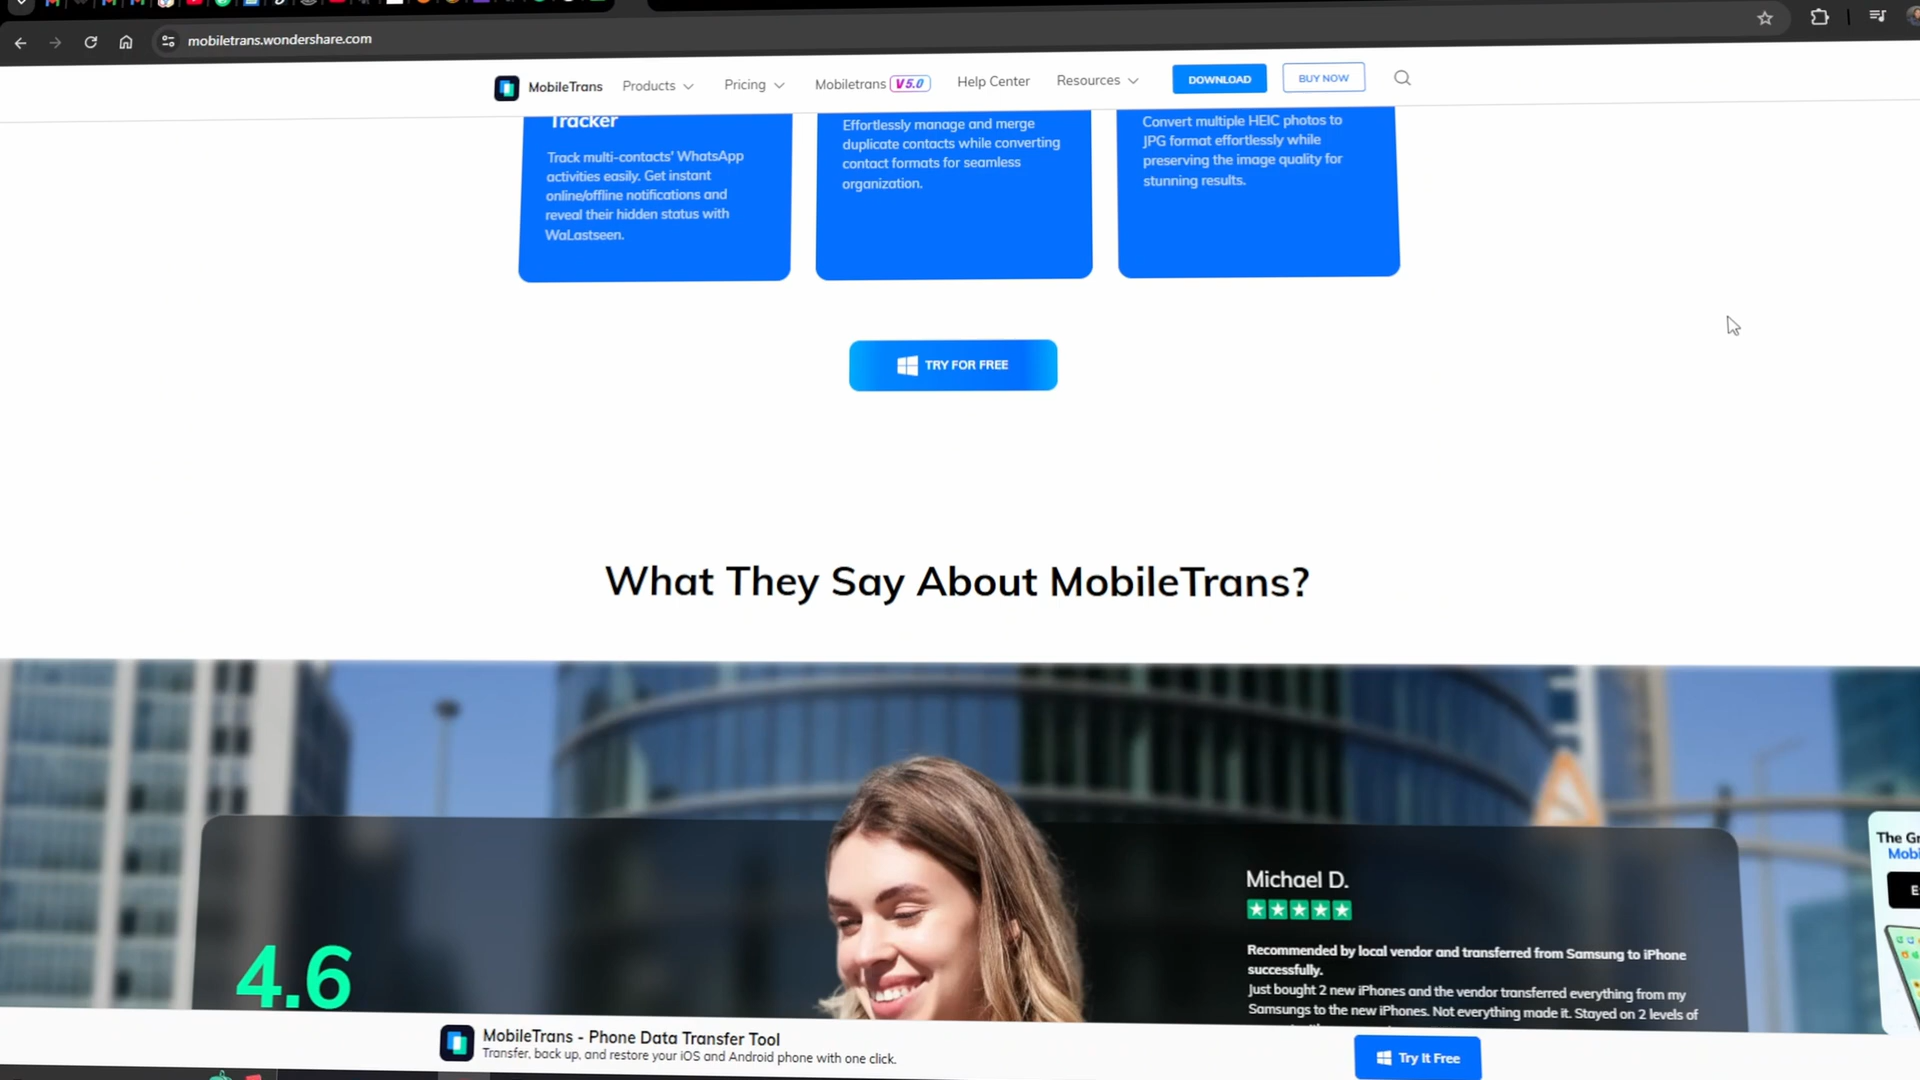 mobiletrans.wondershare.com
MobileTrans Products Pricing Mobiletrans V5.0 Help Center Resources DOWNLOAD BUY NOW
Tracker
Track multi-contacts' WhatsApp
activities easily. Get instant
online/offline notifications and
reveal their hidden status with
WaLastseen.
Effortlessly manage and merge
duplicate contacts while converting
contact formats for seamless
organization.
Convert multiple HEIC photos to
JPG format effortlessly while
preserving the image quality for
stunning results.
TRY FOR FREE
What They Say About MobileTrans?
4.6
Michael D.
Recommended by local vendor and transferred from Samsung to iPhone
successfully.
Just bought 2 new iPhones and the vendor transferred everything from my
Samsungs to the new iPhones. Not everything made it. Stayed on 2 levels of
The Gr
Mobi
E
MobileTrans - Phone Data Transfer Tool
Transfer, back up, and restore your iOS and Android phone with one click.
Try It Free